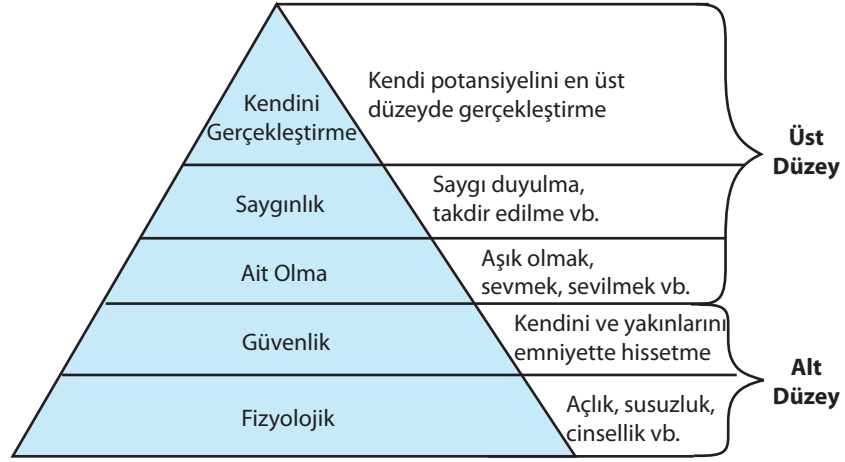 Kendini
Gerçekleştirme
Kendi potansiyelini en üst
düzeyde gerçekleştirme
Üst
Düzey
Saygınlık
Saygı duyulma,
takdir edilme vb.
Ait Olma
Aşık olmak,
sevmek, sevilmek vb.
Güvenlik
Kendini ve yakınlarını
emniyette hissetme
Alt
Düzey
Fizyolojik
Açlık, susuzluk,
cinsellik vb.